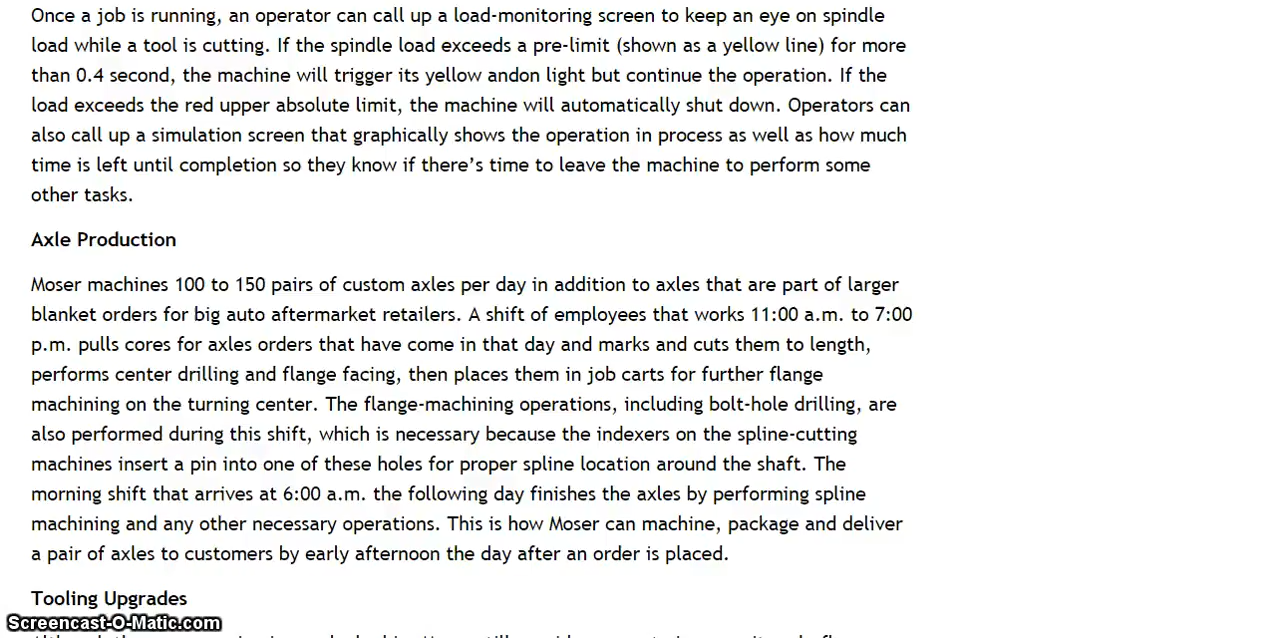 Once a job is running, an operator can call up a load-monitoring screen to keep an eye on spindle
load while a tool is cutting. If the spindle load exceeds a pre-limit (shown as a yellow line) for more
than 0.4 second, the machine will trigger its yellow andon light but continue the operation. If the
load exceeds the red upper absolute limit, the machine will automatically shut down. Operators can
also call up a simulation screen that graphically shows the operation in process as well as how much
time is left until completion so they know if there’s time to leave the machine to perform some
other tasks.
Axle Production
Moser machines 100 to 150 pairs of custom axles per day in addition to axles that are part of larger
blanket orders for big auto aftermarket retailers. A shift of employees that works 11:00 a.m. to 7:00
p.m. pulls cores for axles orders that have come in that day and marks and cuts them to length,
performs center drilling and flange facing, then places them in job carts for further flange
machining on the turning center. The flange-machining operations, including bolt-hole drilling, are
also performed during this shift, which is necessary because the indexers on the spline-cutting
machines insert a pin into one of these holes for proper spline location around the shaft. The
morning shift that arrives at 6:00 a.m. the following day finishes the axles by performing spline
machining and any other necessary operations. This is how Moser can machine, package and deliver
a pair of axles to customers by early afternoon the day after an order is placed.
Tooling Upgrades
Screencast-O-Matic.com